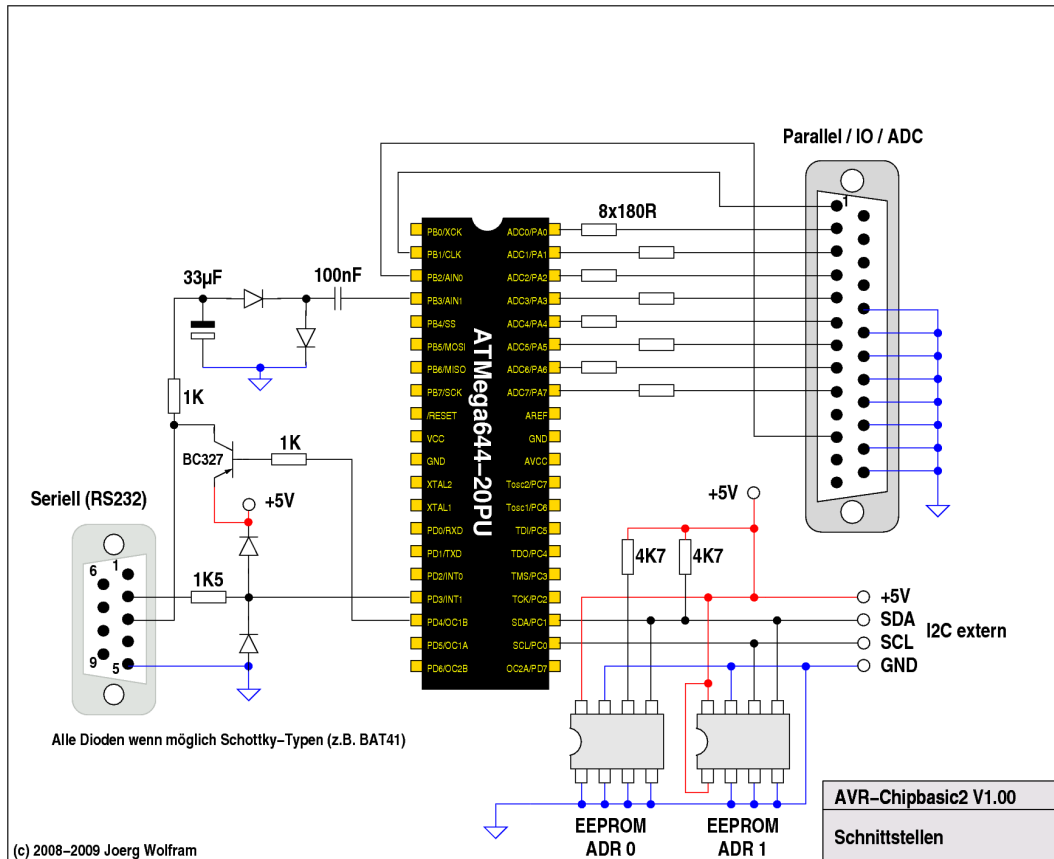 Parallel / IO / ADC
1
8x180R
33µF
100nF
1K
BC327
1K
+5V
Seriell (RS232)
6
1
9
5
1K5
PB0/XCK
PB1/CLK
PB2/AIN0
PB3/AIN1
PB4/SS
PB5/MOSI
PB6/MISO
PB7/SCK
/RESET
VCC
GND
XTAL2
XTAL1
PD0/RXD
PD1/TXD
PD2/INT0
PD3/INT1
PD4/OC1B
PD5/OC1A
PD6/OC2B
ATMega644-20PU
ADC0/PA0
ADC1/PA1
ADC2/PA2
ADC3/PA3
ADC4/PA4
ADC5/PA5
ADC6/PA6
ADC7/PA7
AREF
GND
AVCC
Tosc2/PC7
Tosc1/PC6
TDI/PC5
TDO/PC4
TMS/PC3
TCK/PC2
SDA/PC1
SCL/PC0
OC2A/PD7
+5V
4K7
4K7
+5V
SDA
SCL
GND
I2C extern
Alle Dioden wenn möglich Schottky-Typen (z.B. BAT41)
EEPROM
ADR 0
EEPROM
ADR 1
AVR-Chipbasic2 V1.00
Schnittstellen
(c) 2008-2009 Joerg Wolfram